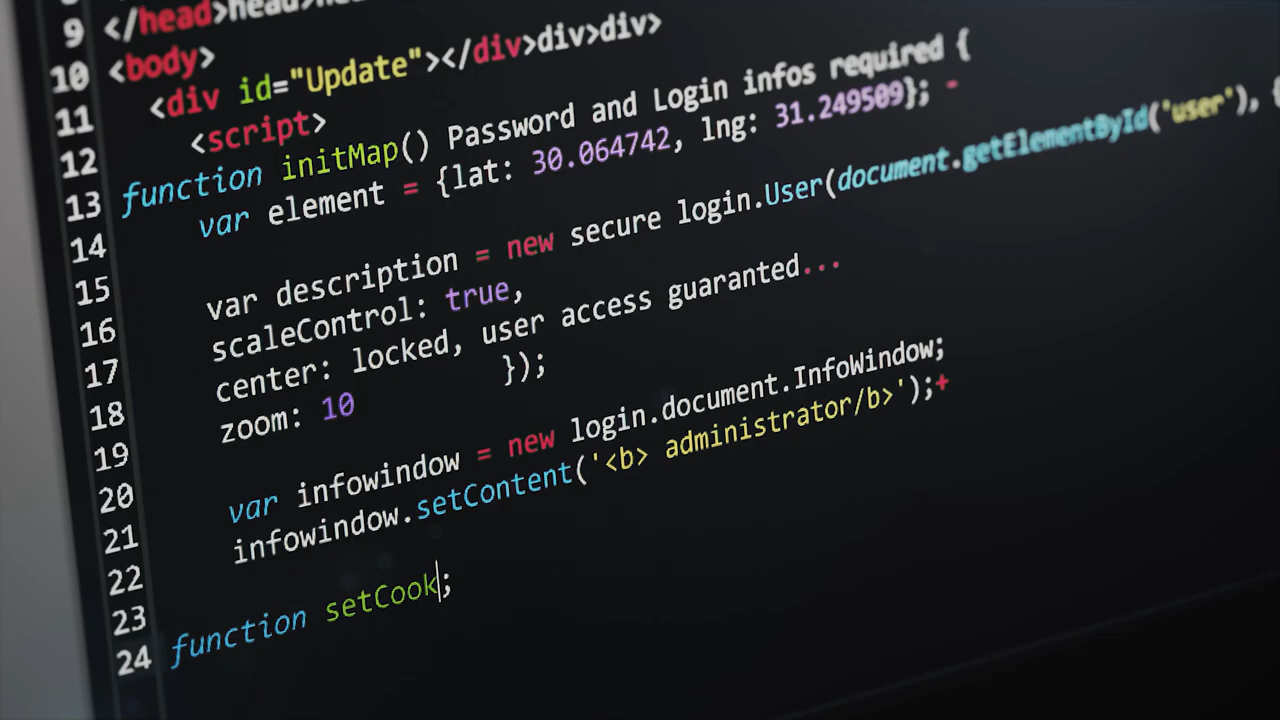 9 </head>head>
10 <body>
11 <div id="Update"></div>div>div>
12 <script>
13 function initMap() Password and Login infos required {
14 var element = {lat: 30.064742, lng: 31.249509}; -
15
16 var description = new secure login.User(document.getElementById('user'), {
17 scaleControl: true,
18 center: locked, user access guaranted...
19 zoom: 10 });
20
21 var infowindow = new login.document.InfoWindow;
22 infowindow.setContent('<b> administrator/b>');+
23
24 function setCook;